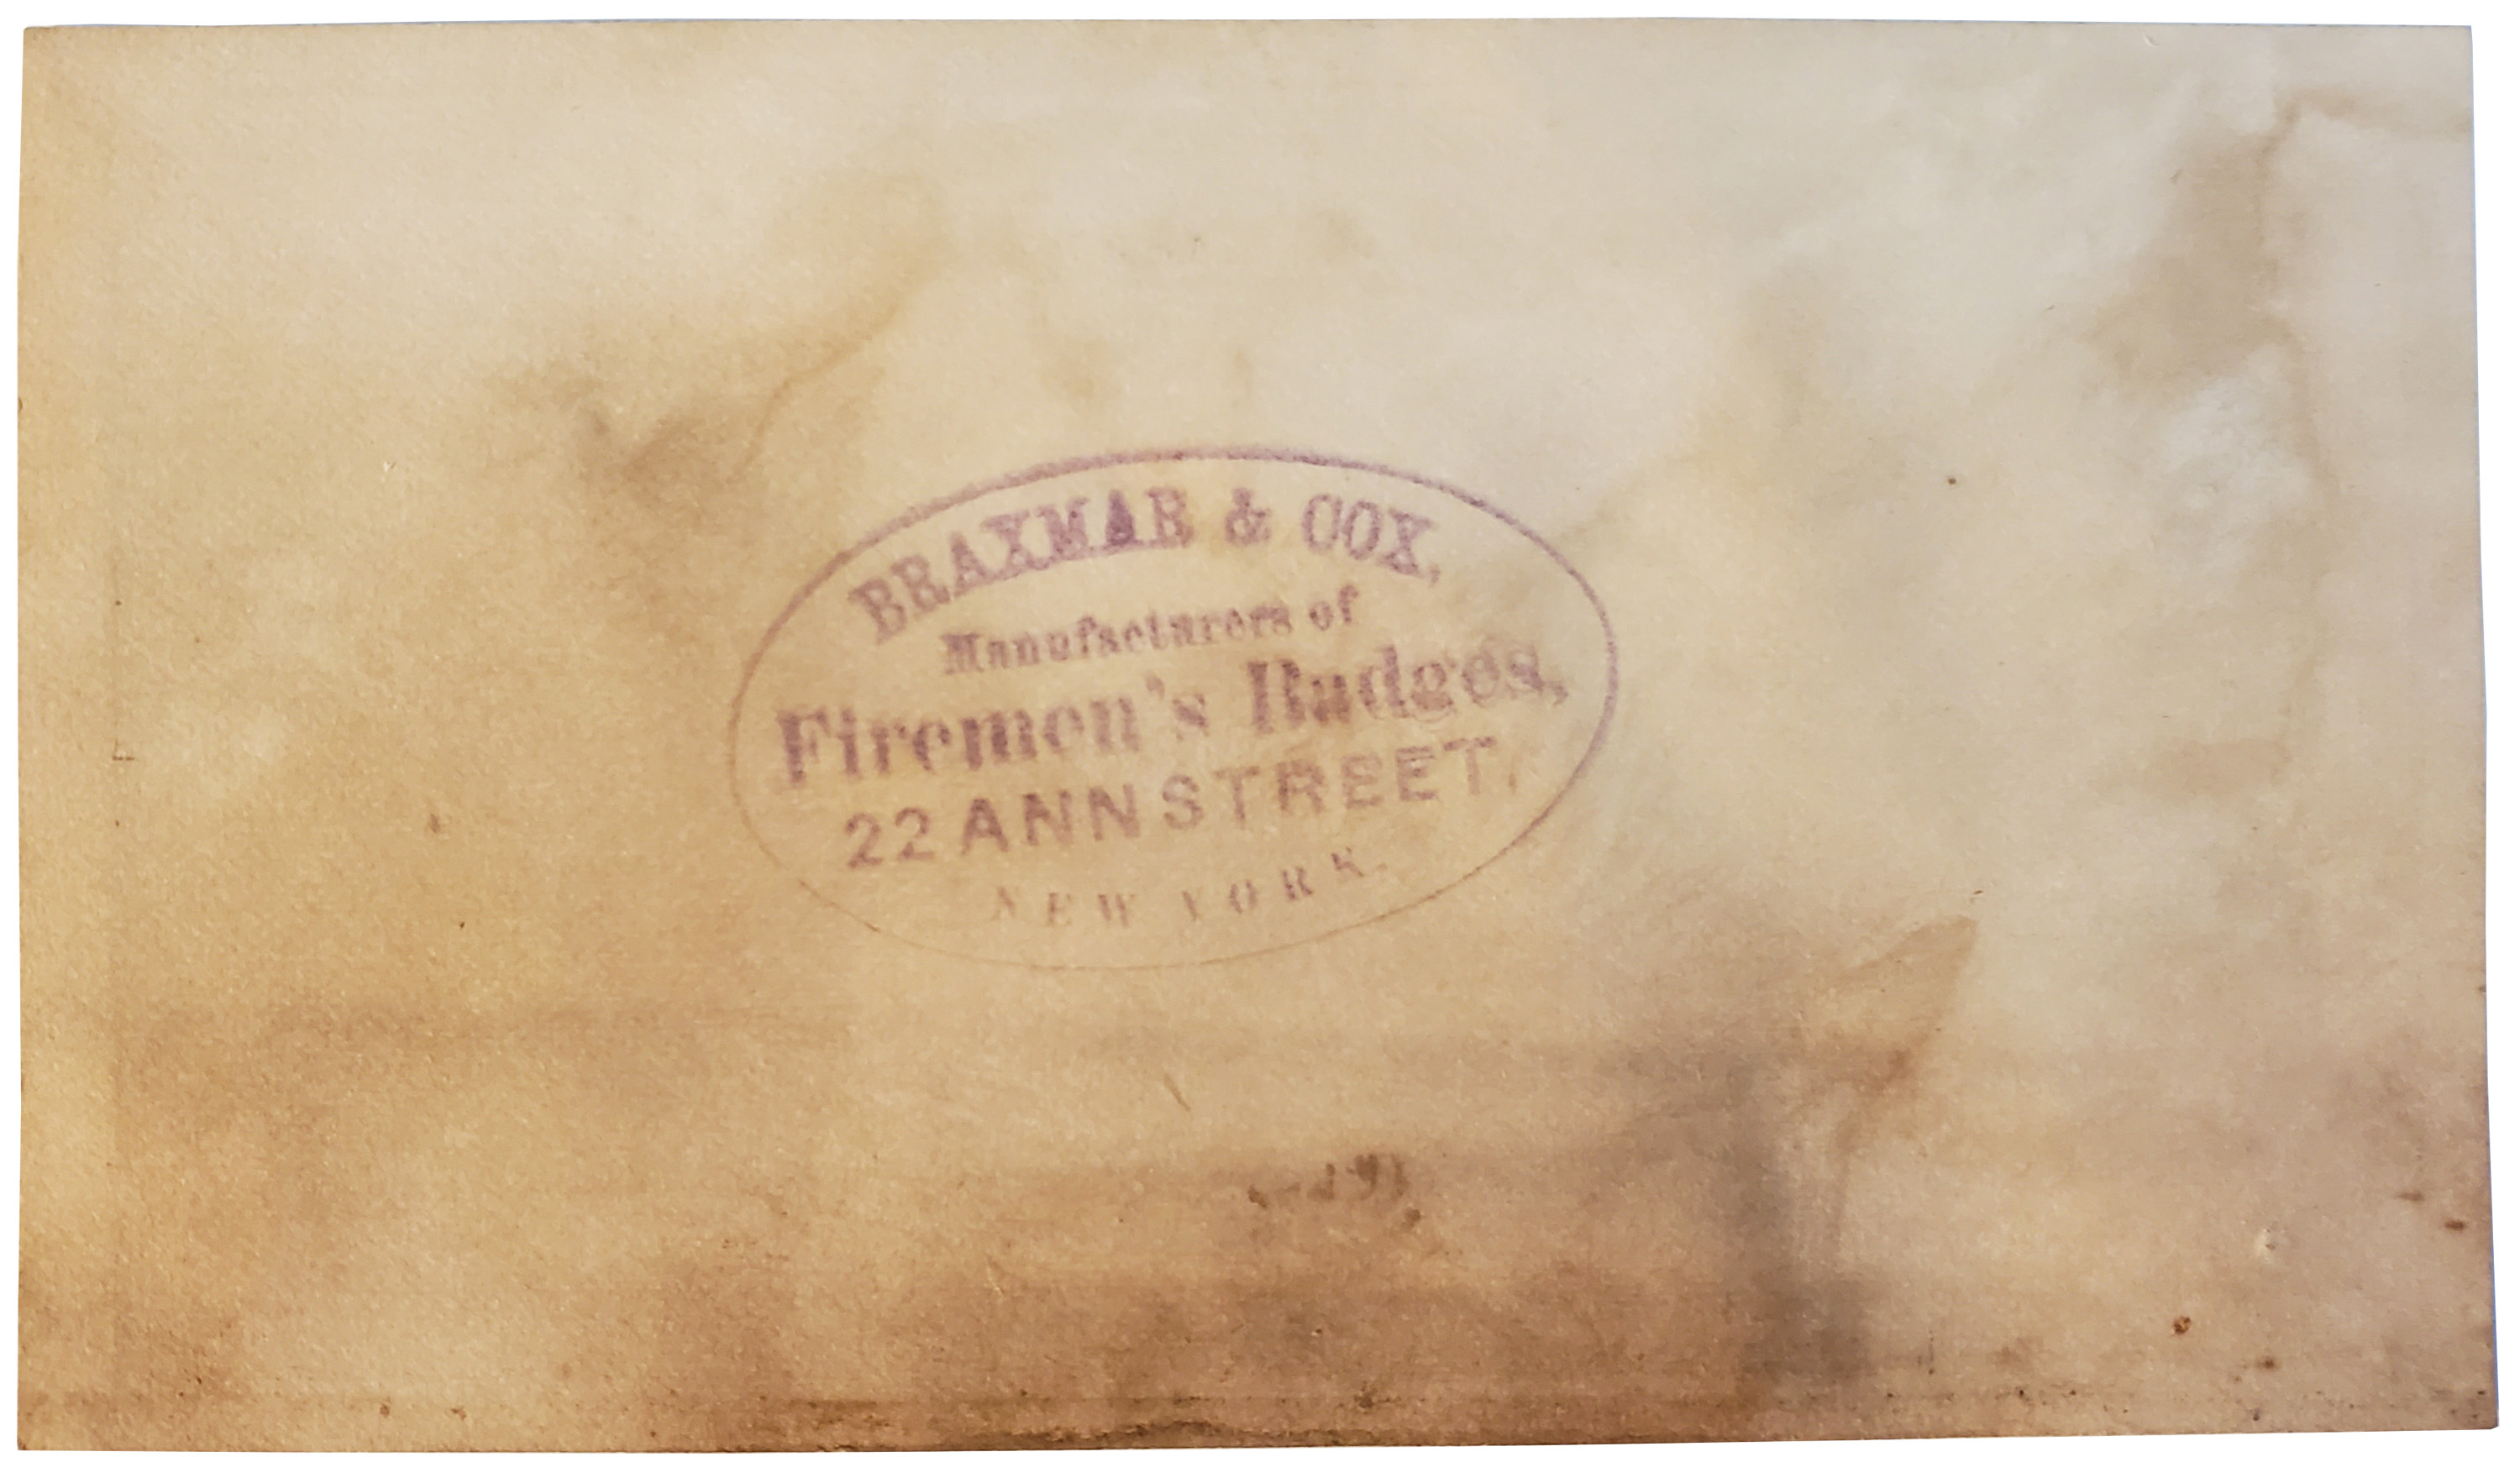 BRAXMAR & COX,
Manufacturers of
Firemen's Badges,
22 ANN STREET,
NEW YORK.